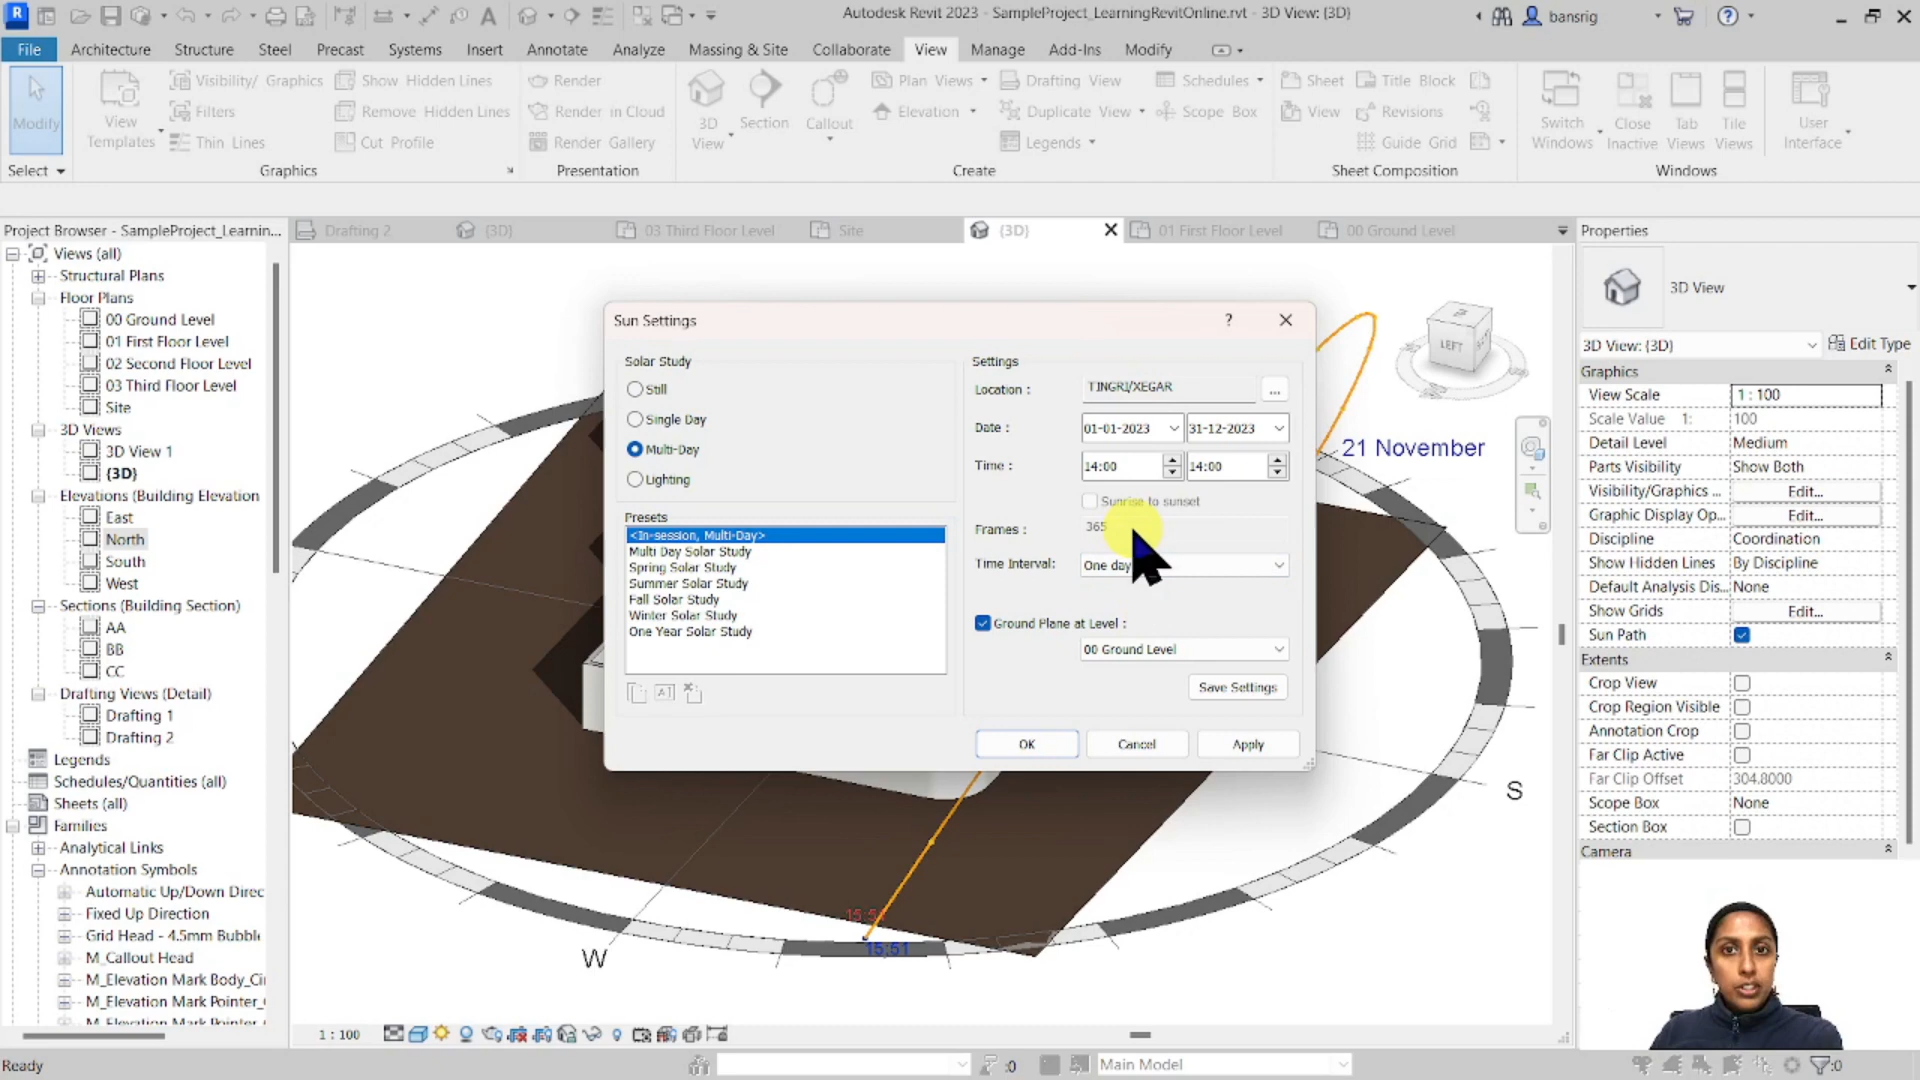 Autodesk Revit 2023 - SampleProject_LearningRevitOnline.rvt - 3D View: {3D}
bansrig
File Architecture Structure Steel Precast Systems Insert Annotate Analyze Massing & Site Collaborate View Manage Add-Ins Modify
Modify
View Templates
Visibility/ Graphics
Filters
Thin Lines
Show Hidden Lines
Remove Hidden Lines
Cut Profile
Render
Render in Cloud
Render Gallery
3D View
Section
Callout
Plan Views
Elevation
Drafting View
Duplicate View
Legends
Schedules
Scope Box
Sheet
View
Title Block
Revisions
Guide Grid
Switch Windows
Close Inactive
Tab Views
Tile Views
User Interface
Select Graphics Presentation Create Sheet Composition Windows
Project Browser - SampleProject_Learnin...
Views (all)
Structural Plans
Floor Plans
00 Ground Level
01 First Floor Level
02 Second Floor Level
03 Third Floor Level
Site
3D Views
3D View 1
{3D}
Elevations (Building Elevation
East
North
South
West
Sections (Building Section)
AA
BB
CC
Drafting Views (Detail)
Drafting 1
Drafting 2
Legends
Schedules/Quantities (all)
Sheets (all)
Families
Analytical Links
Annotation Symbols
Automatic Up/Down Direc
Fixed Up Direction
Grid Head - 4.5mm Bubble
M_Callout Head
M_Elevation Mark Body_Cir
M_Elevation Mark Pointer_
M_Elevation Mark Pointer
Drafting 2 {3D} 03 Third Floor Level Site {3D} 01 First Floor Level 00 Ground Level
LEFT
21 November
S
W
15:51
Sun Settings
Solar Study
Still
Single Day
Multi-Day
Lighting
Presets
<In-session, Multi-Day>
Multi Day Solar Study
Spring Solar Study
Summer Solar Study
Fall Solar Study
Winter Solar Study
One Year Solar Study
Settings
Location : TINGRI/XEGAR ...
Date : 01-01-2023 31-12-2023
Time : 14:00 14:00
Sunrise to sunset
Frames : 365
Time Interval: One day
Ground Plane at Level :
00 Ground Level
Save Settings
OK Cancel Apply
Properties
3D View
3D View: {3D} Edit Type
Graphics
View Scale 1 : 100
Scale Value 1: 100
Detail Level Medium
Parts Visibility Show Both
Visibility/Graphics ... Edit...
Graphic Display Op... Edit...
Discipline Coordination
Show Hidden Lines By Discipline
Default Analysis Dis... None
Show Grids Edit...
Sun Path
Extents
Crop View
Crop Region Visible
Annotation Crop
Far Clip Active
Far Clip Offset 304.8000
Scope Box None
Section Box
Camera
1 : 100
Ready
:0
Main Model
:0